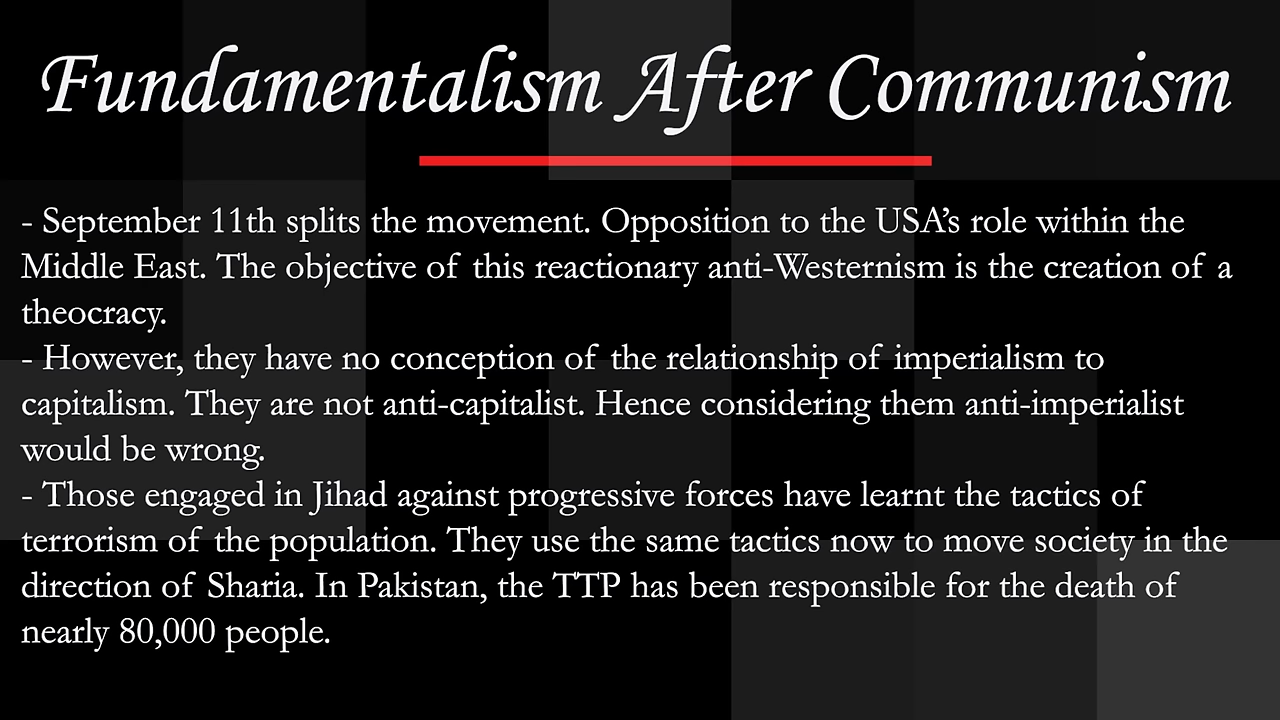 Fundamentalism After Communism
- September 11th splits the movement. Opposition to the USA’s role within the
Middle East. The objective of this reactionary anti-Westernism is the creation of a
theocracy.
- However, they have no conception of the relationship of imperialism to
capitalism. They are not anti-capitalist. Hence considering them anti-imperialist
would be wrong.
- Those engaged in Jihad against progressive forces have learnt the tactics of
terrorism of the population. They use the same tactics now to move society in the
direction of Sharia. In Pakistan, the TTP has been responsible for the death of
nearly 80,000 people.